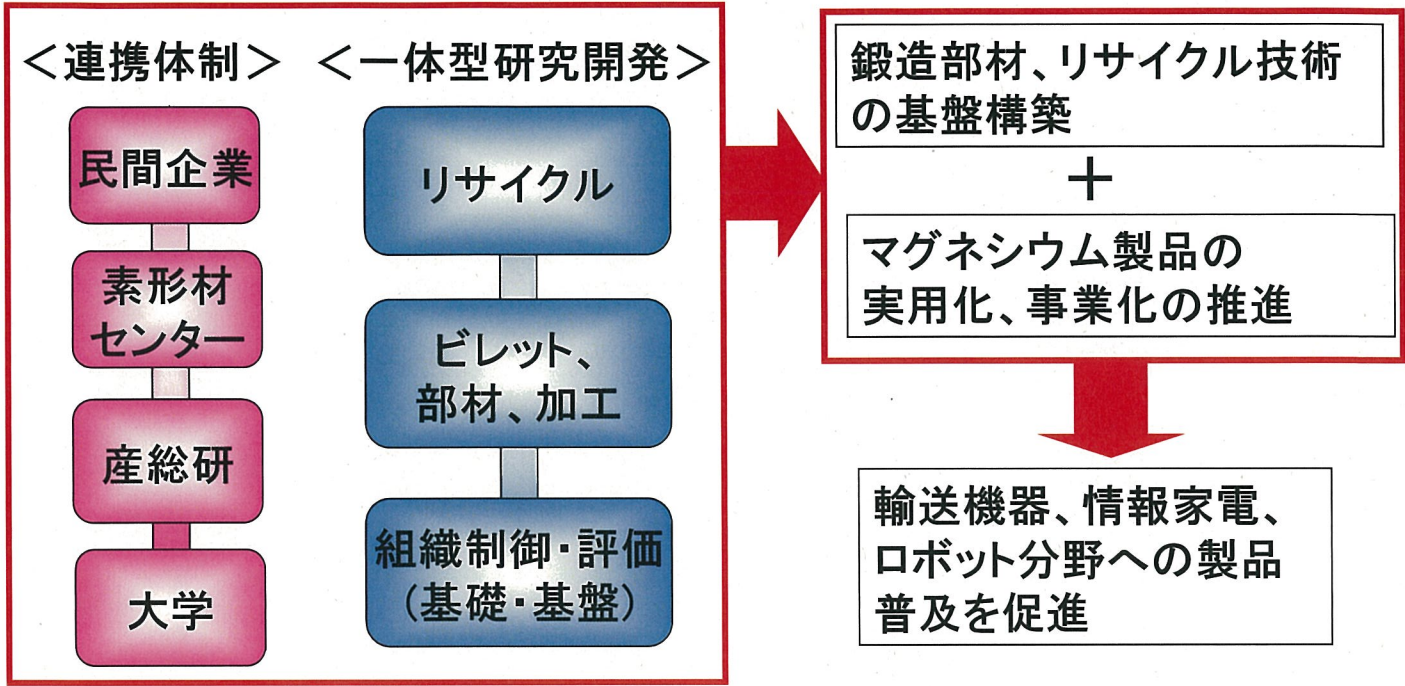 <連携体制>
民間企業
素形材
センター
産総研
大学
<一体型研究開発>
リサイクル
ビレット、
部材、加工
組織制御・評価
(基礎・基盤)
鍛造部材、リサイクル技術
の基盤構築
+
マグネシウム製品の
実用化、事業化の推進
輸送機器、情報家電、
ロボット分野への製品
普及を促進